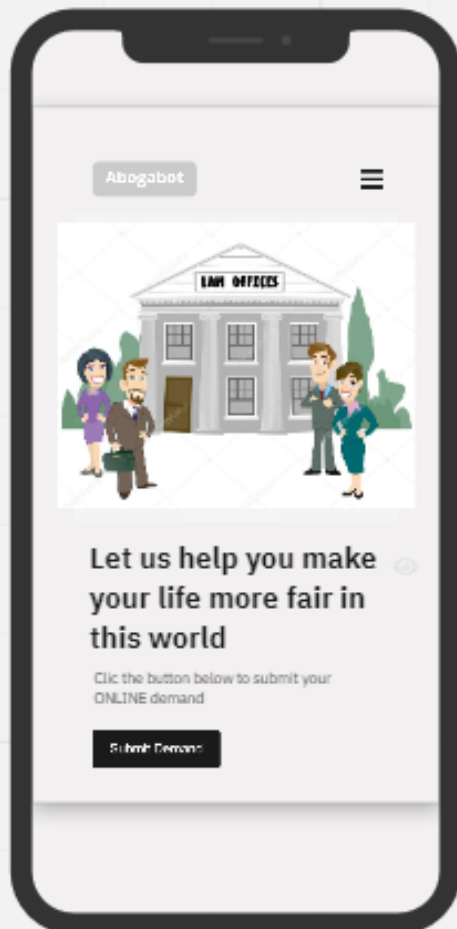 Abogabot
LAW OFFICES
Let us help you make
your life more fair in
this world
Clic the button below to submit your
ONLINE demand
Submit Demand